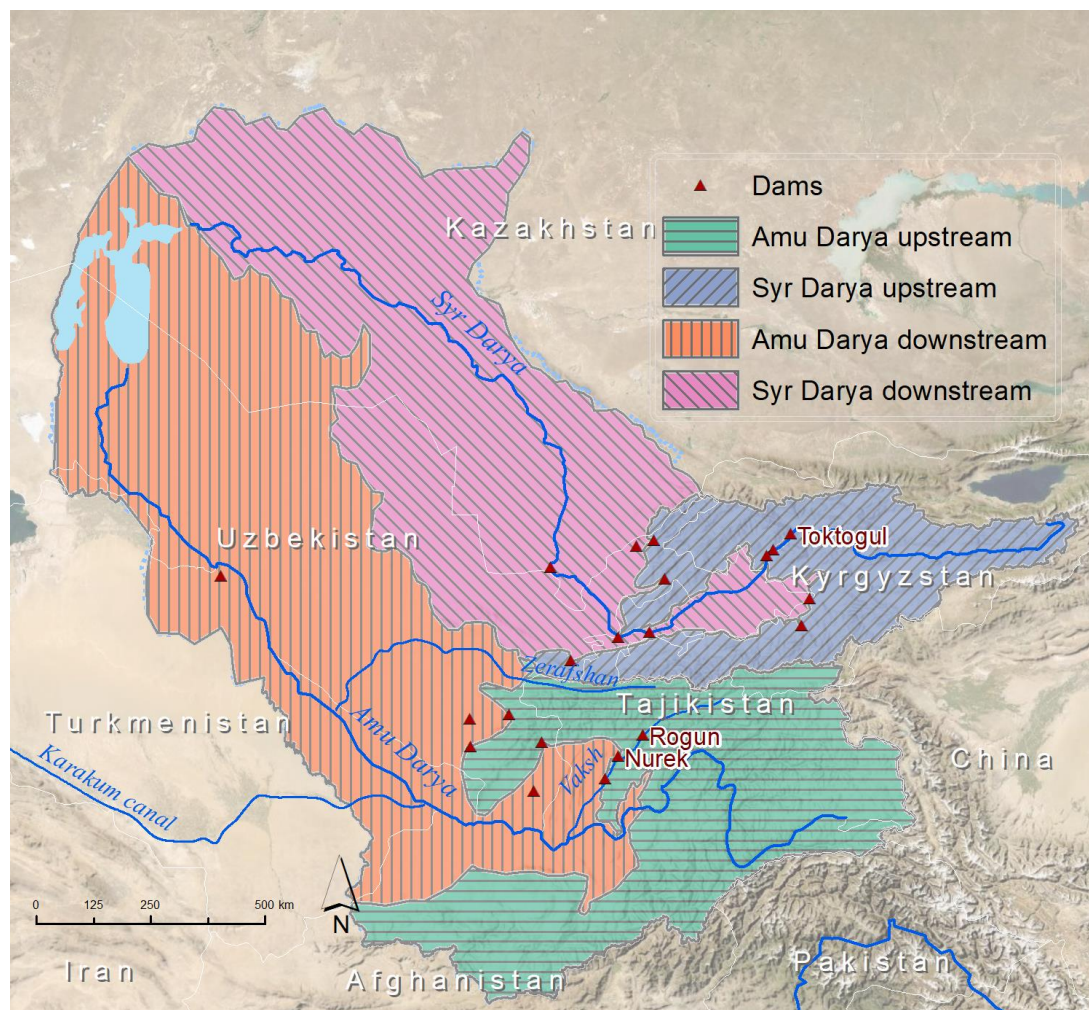 Dams
Kazakhstan
Amu Darya upstream
Syr Darya upstream
Syr Darya
Amu Darya downstream
Syr Darya downstream
Uzbekistan
Toktogul
Kyrgyzstan
Zerafshan
Tajikistan
Turkmenistan
Amu Darya
Rogun
Nurek
Vaksh
China
Karakum canal
0 125 250 500 km
N
Iran
Afghanistan
Pakistan